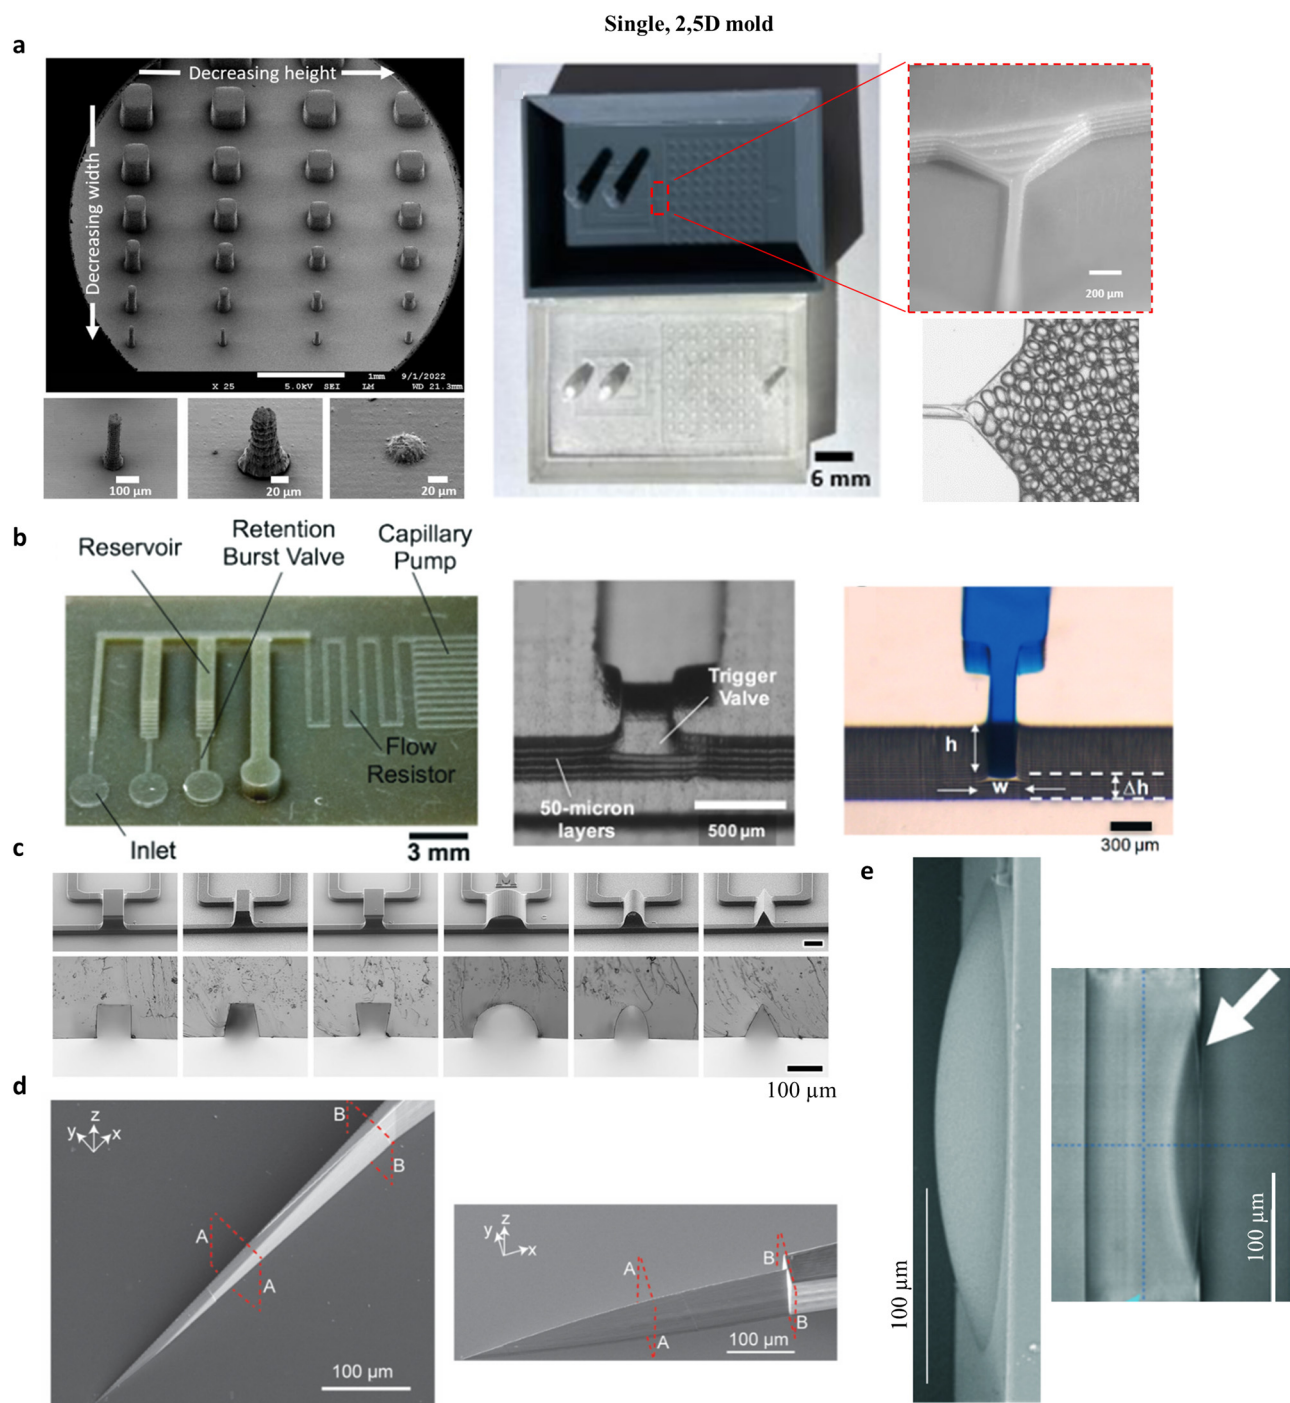 Single, 2,5D mold
a
Decreasing height
Decreasing width
1mm 9/1/2022
X 25 5.0kV SEI LM WD 21.3mm
100 µm
20 µm
20 µm
6 mm
200 µm
b
Reservoir
Retention
Burst Valve
Capillary
Pump
Flow
Resistor
Inlet
3 mm
Trigger
Valve
50-micron
layers
500 µm
h
w
Δh
300 µm
c
100 µm
d
z
y
x
B
B
A
A
100 µm
z
y
x
A
B
A
B
100 µm
e
100 µm
100 µm